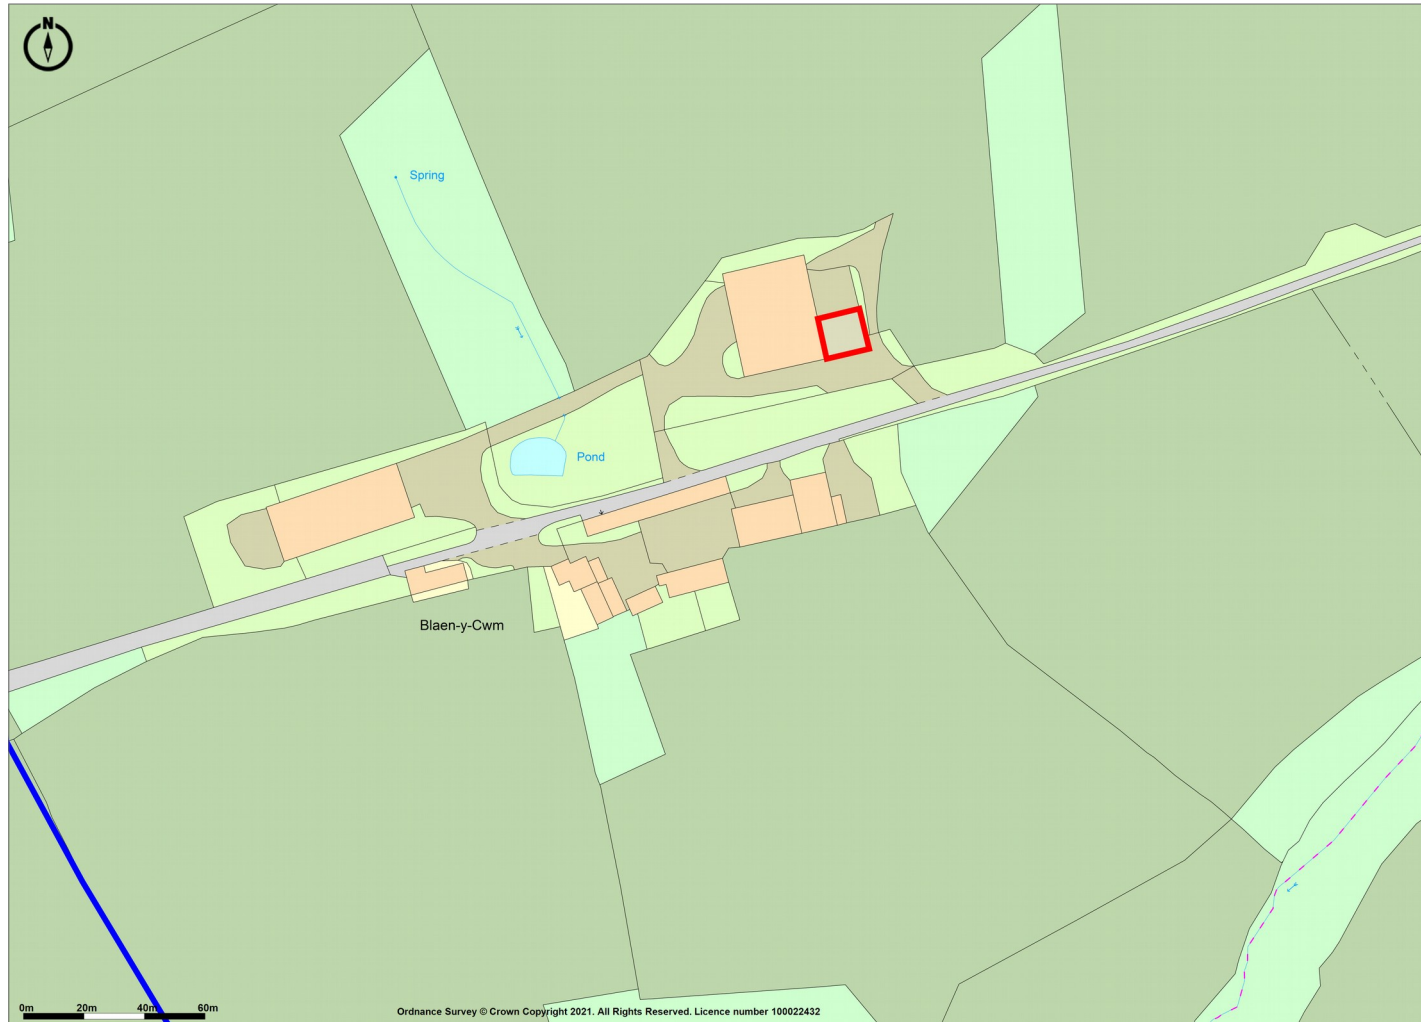 N
Spring
Pond
Blaen-y-Cwm
0m 20m 40m 60m
Ordnance Survey © Crown Copyright 2021. All Rights Reserved. Licence number 100022432